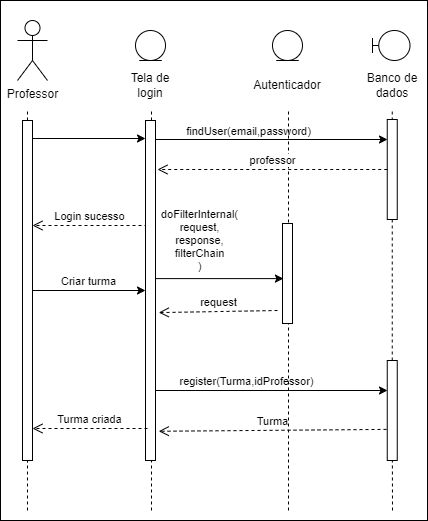 Professor
Tela de
login
Autenticador
Banco de
dados
findUser(email,password)
professor
Login sucesso
doFilterInternal(
request,
response,
filterChain
)
Criar turma
request
register(Turma,idProfessor)
Turma criada
Turma